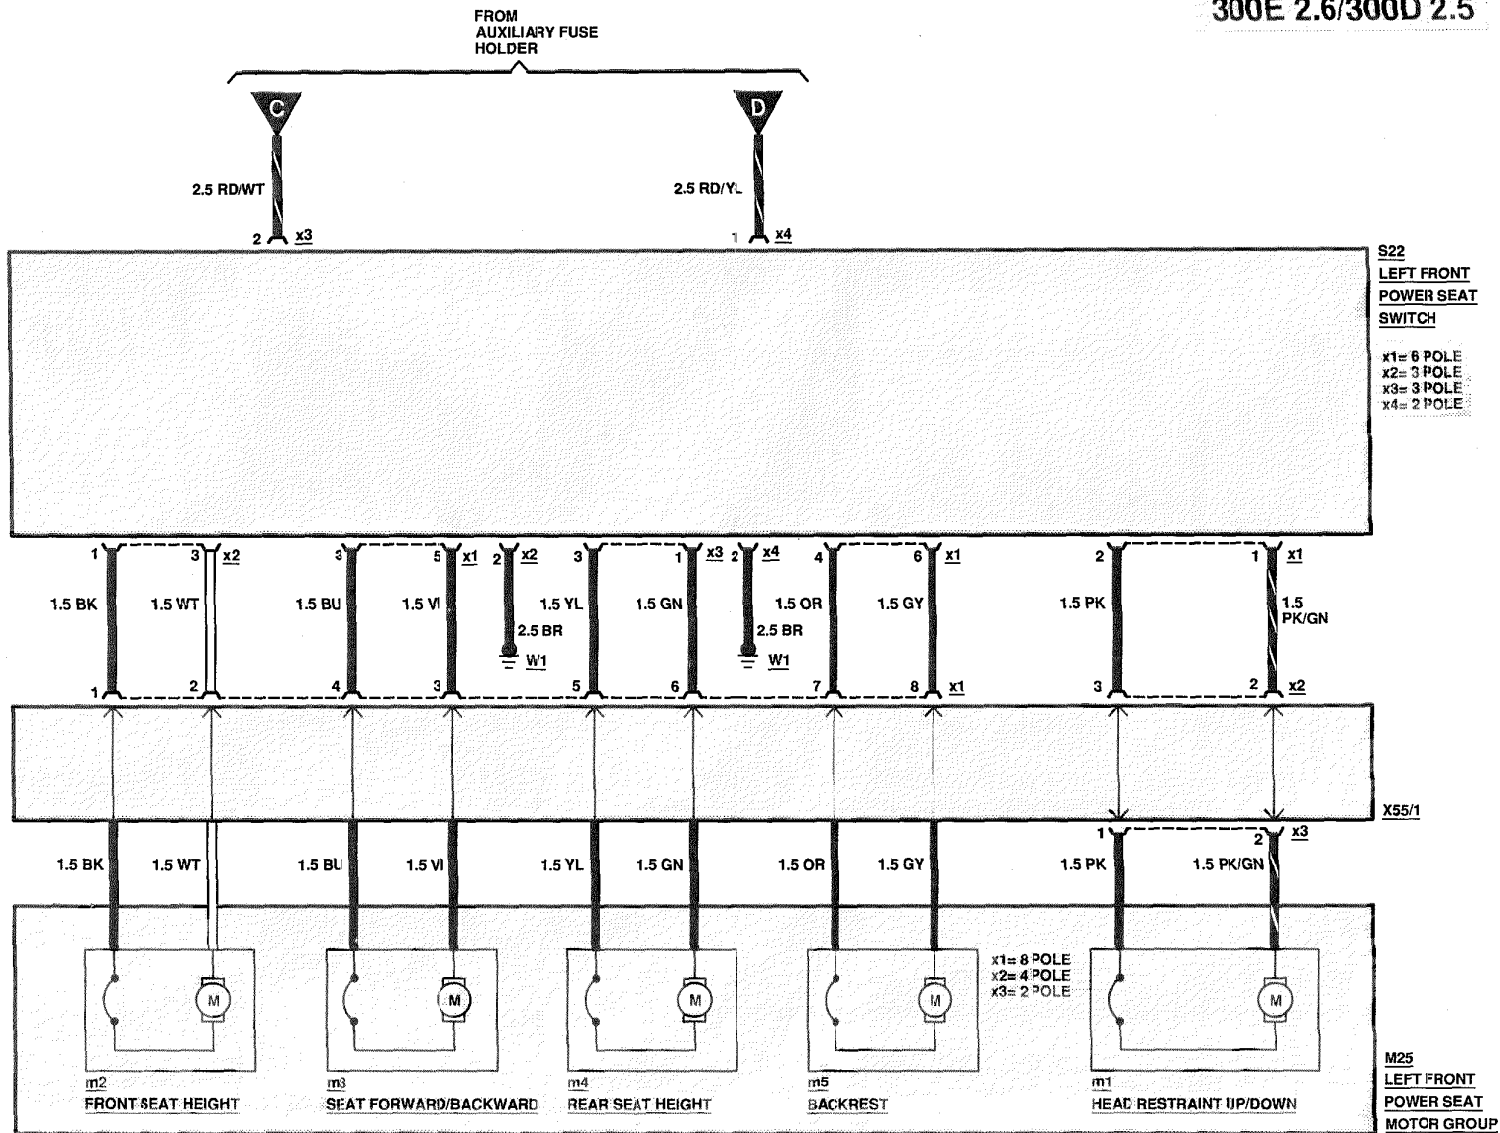 300E 2.6/300D 2.5
FROM
AUXILIARY FUSE
HOLDER
C
D
2.5 RD/WT
2.5 RD/YL
2 x3
1 x4
S22
LEFT FRONT
POWER SEAT
SWITCH
x1= 6 POLE
x2= 3 POLE
x3= 3 POLE
x4= 2 POLE
1 3 x2 3 5 x1 2 x2 3 1 x3 2 x4 4 6 x1 2 1 x1
1.5 BK 1.5 WT 1.5 BU 1.5 VI 1.5 YL 1.5 GN 1.5 OR 1.5 GY 1.5 PK 1.5
PK/GN
2.5 BR 2.5 BR
W1 W1
1 2 4 3 5 6 7 8 x1 3 2 x2
X55/1
1 2 x3
1.5 BK 1.5 WT 1.5 BU 1.5 VI 1.5 YL 1.5 GN 1.5 OR 1.5 GY 1.5 PK 1.5 PK/GN
x1= 8 POLE
x2= 4 POLE
x3= 2 POLE
M M M M M
m2 m3 m4 m5 m1
FRONT SEAT HEIGHT SEAT FORWARD/BACKWARD REAR SEAT HEIGHT BACKREST HEAD RESTRAINT UP/DOWN
M25
LEFT FRONT
POWER SEAT
MOTOR GROUP